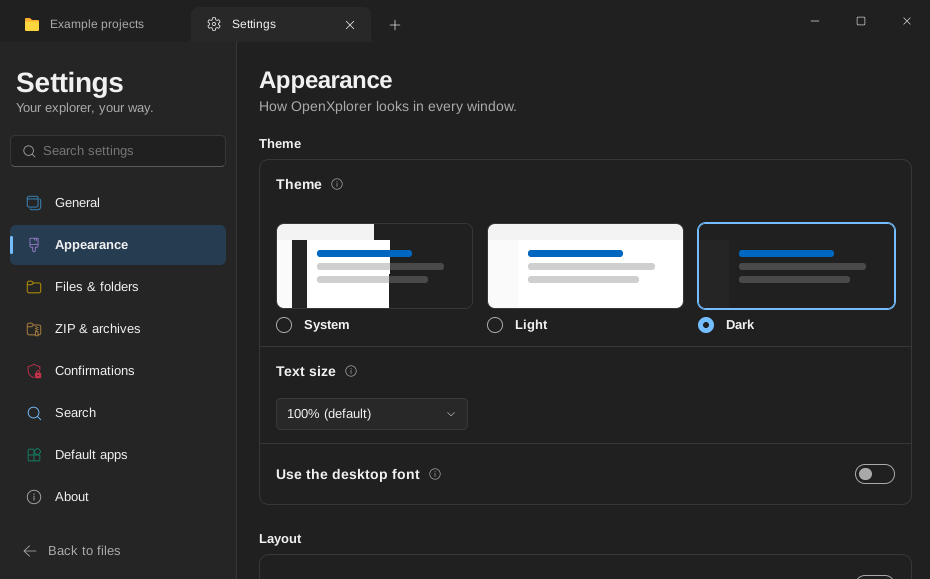 Example projects
Settings
Settings
Your explorer, your way.
Search settings
General
Appearance
Files & folders
ZIP & archives
Confirmations
Search
Default apps
About
Back to files
Appearance
How OpenXplorer looks in every window.
Theme
Theme
System
Light
Dark
Text size
100% (default)
Use the desktop font
Layout